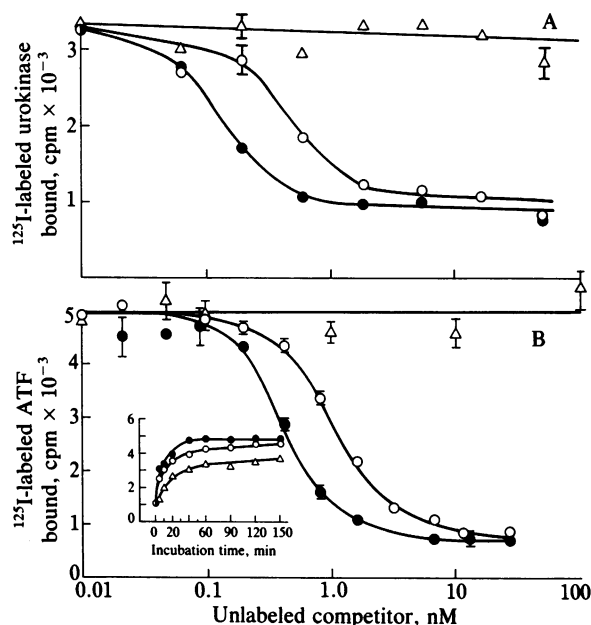 A
¹²⁵I-labeled urokinase
bound, cpm × 10⁻³
3
2
1
B
¹²⁵I-labeled ATF
bound, cpm × 10⁻³
5
4
3
2
1
0
6
4
2
0
0 20 60 90 120 150
Incubation time, min
0.01 0.1 1.0 10 100
Unlabeled competitor, nM